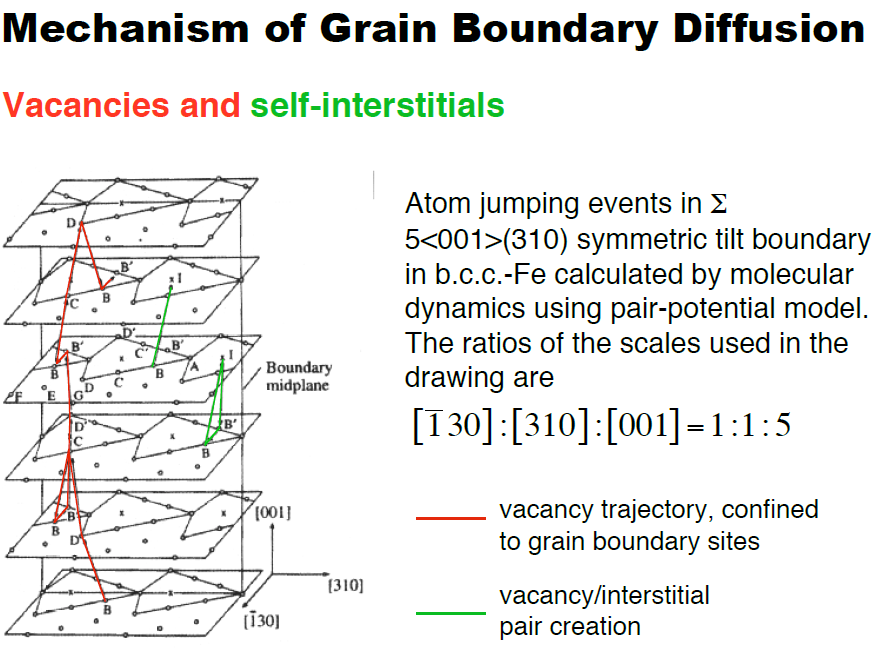 Mechanism of Grain Boundary Diffusion
Vacancies and self-interstitials
Atom jumping events in Σ
5<001>(310) symmetric tilt boundary
in b.c.c.-Fe calculated by molecular
dynamics using pair-potential model.
The ratios of the scales used in the
drawing are
[1̅30]:[310]:[001]=1:1:5
vacancy trajectory, confined
to grain boundary sites
vacancy/interstitial
pair creation
D
B'
I
C
B
D'
B'
C'
B'
I
B
D
C
B
A
F
E
G
Boundary
midplane
D'
C
B'
B
B
B
D
[001]
B
[310]
[1̅30]